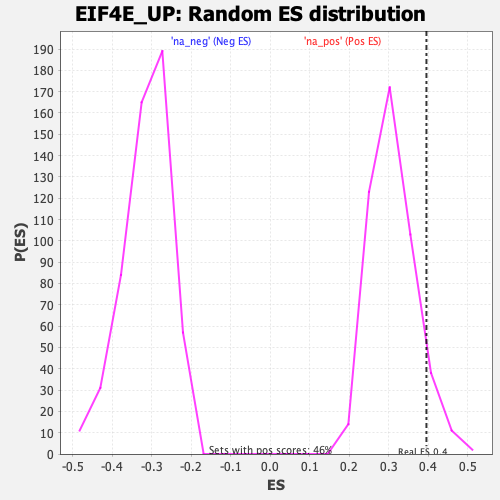 EIF4E_UP: Random ES distribution
'na_neg' (Neg ES) 'na_pos' (Pos ES)
190
180
170
160
150
140
130
120
110
100
90
80
70
60
50
40
30
20
10
0
P(ES)
Sets with pos scores: 46%
Real ES 0.4
-0.5 -0.4 -0.3 -0.2 -0.1 0.0 0.1 0.2 0.3 0.4 0.5
ES